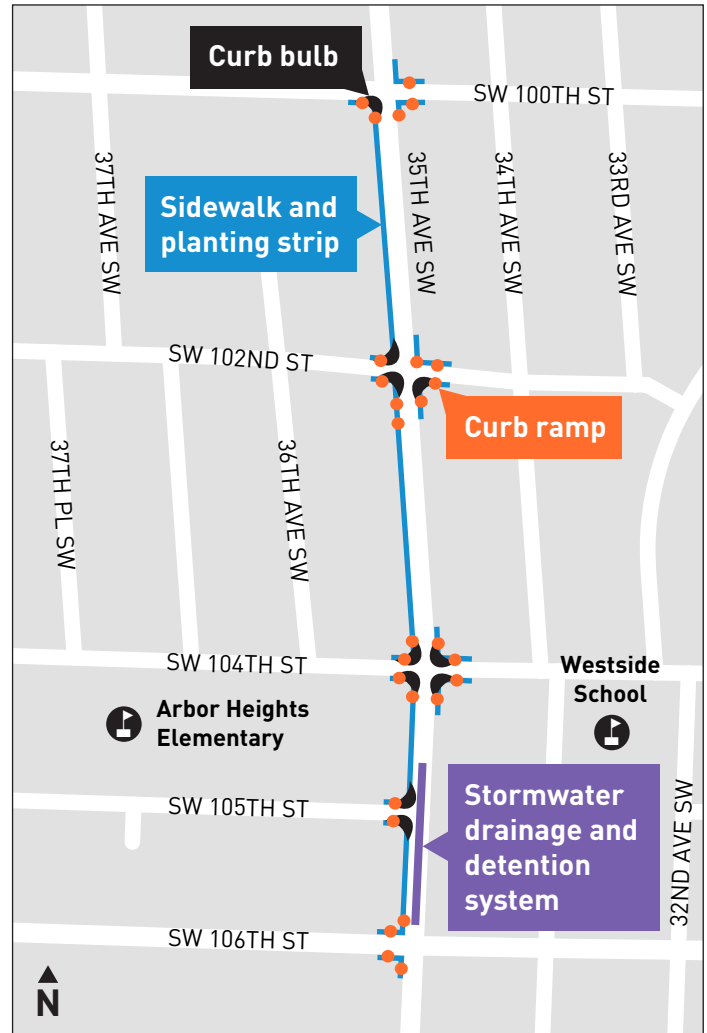 Curb bulb
SW 100TH ST
37TH AVE SW
35TH AVE SW
34TH AVE SW
33RD AVE SW
Sidewalk and
planting strip
SW 102ND ST
Curb ramp
37TH PL SW
36TH AVE SW
SW 104TH ST
Westside
School
Arbor Heights
Elementary
SW 105TH ST
Stormwater
drainage and
detention
system
32ND AVE SW
SW 106TH ST
N